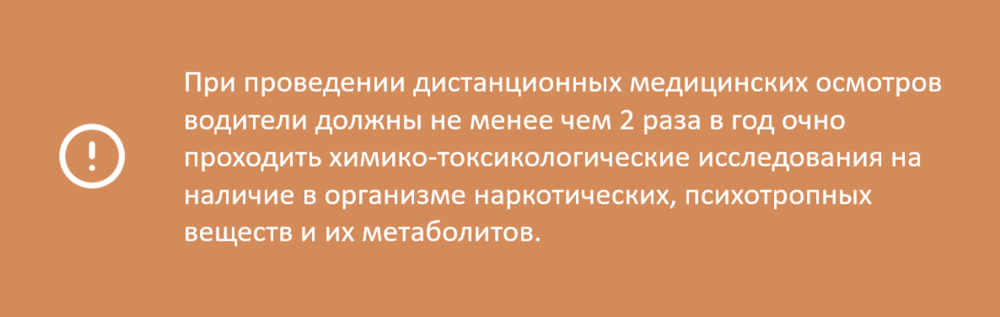 При проведении дистанционных медицинских осмотров
водители должны не менее чем 2 раза в год очно
проходить химико-токсикологические исследования на
наличие в организме наркотических, психотропных
веществ и их метаболитов.